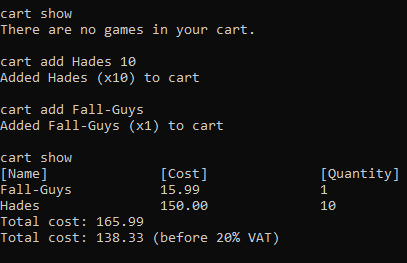 cart show
There are no games in your cart.
cart add Hades 10
Added Hades (x10) to cart
cart add Fall-Guys
Added Fall-Guys (x1) to cart
cart show
[Name] [Cost] [Quantity]
Fall-Guys 15.99 1
Hades 150.00 10
Total cost: 165.99
Total cost: 138.33 (before 20% VAT)